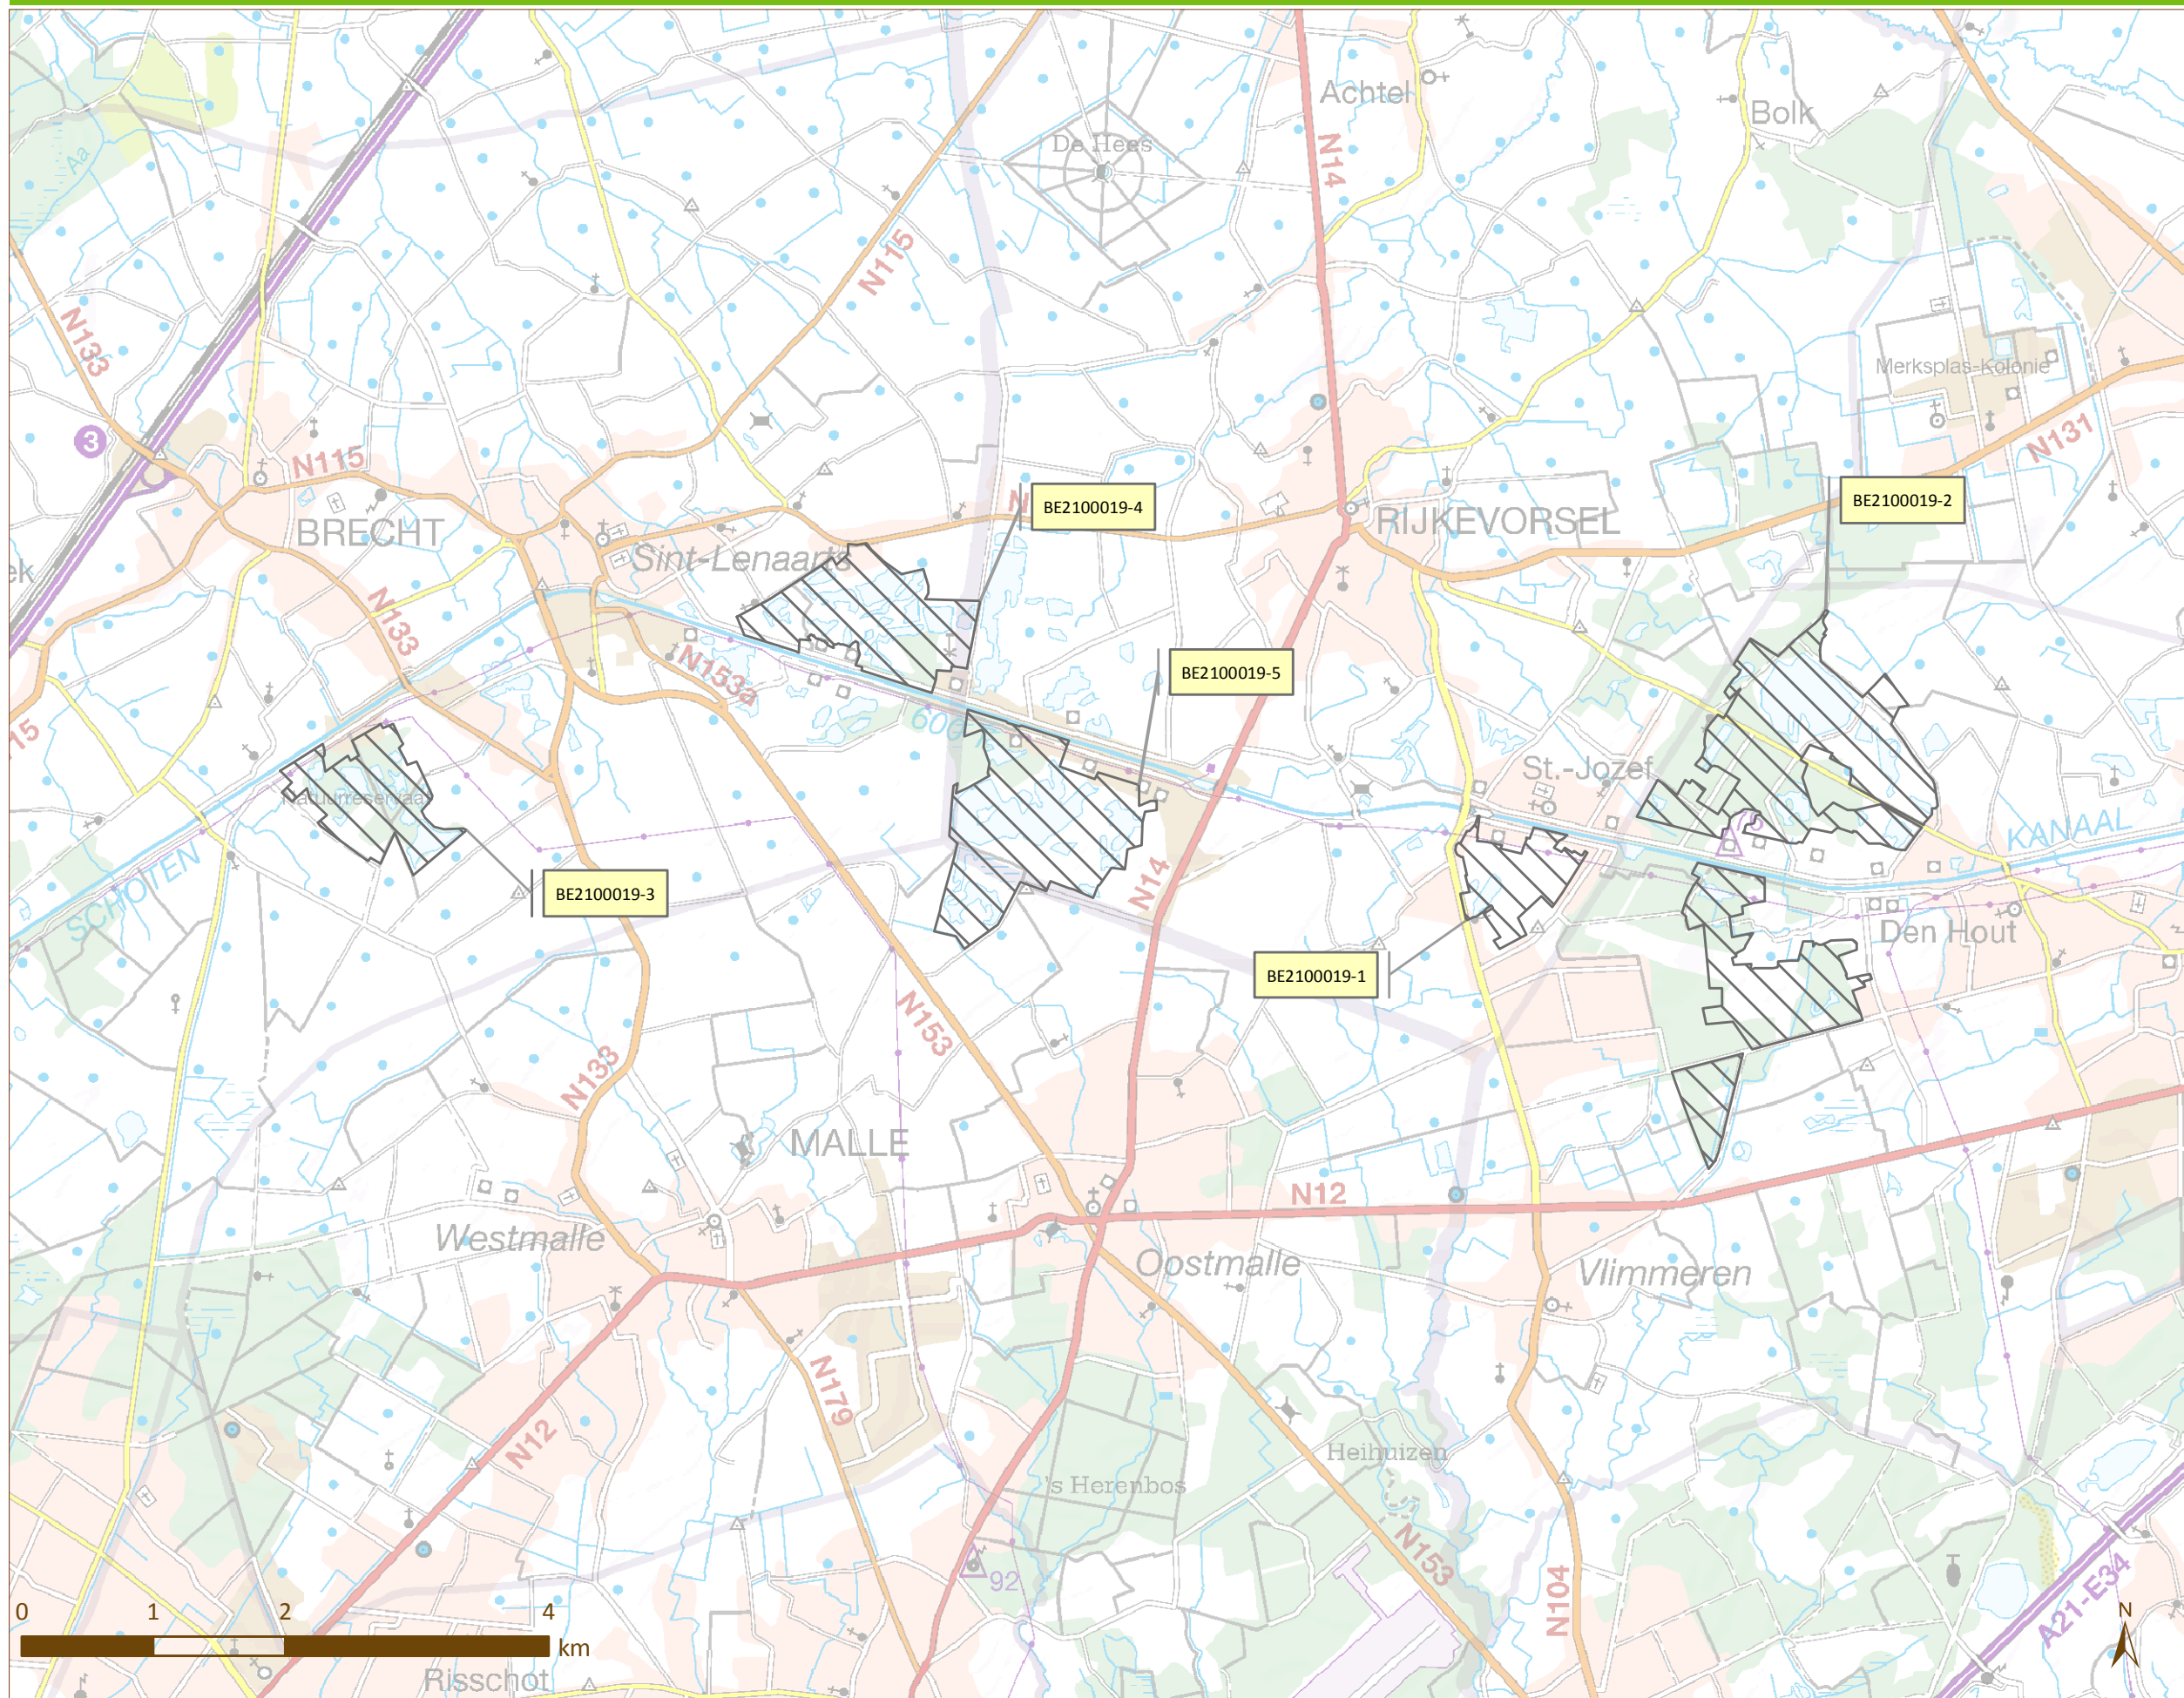 Achtel
Bolk
De Hees
Aa
N14
N115
N133
Merksplas-Kolonie
3
N131
N115
BE2100019-4
BE2100019-2
BRECHT
RIJKEVORSEL
Sint-Lenaarts
N133
N153a
BE2100019-5
St.-Jozef
Natuurreservaat
KANAAL
SCHOTEN
BE2100019-3
N14
Den Hout
BE2100019-1
N153
N133
MALLE
N12
Westmalle
Oostmalle
Vlimmeren
N179
N12
Heihuizen
's Herenbos
N153
92
N104
A21-E34
0 1 2 4
km
N
Risschot